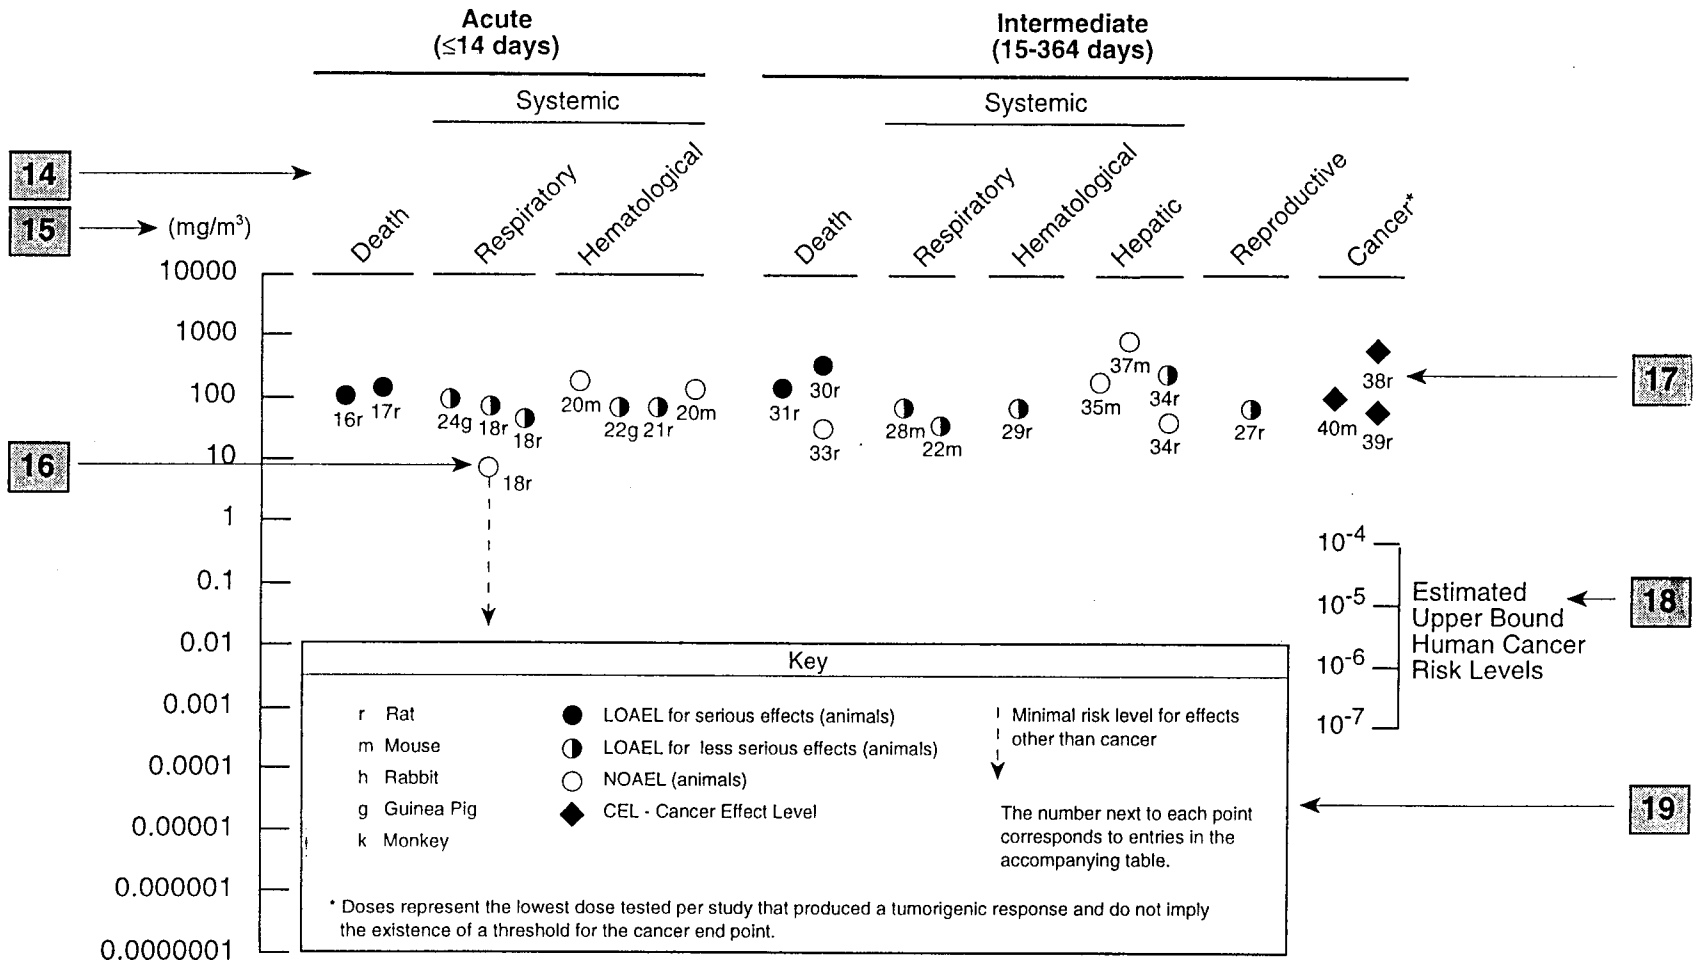 Acute
(≤14 days)
Intermediate
(15-364 days)
Systemic
Systemic
14
15
(mg/m³)
Death
Respiratory
Hematological
Death
Respiratory
Hematological
Hepatic
Reproductive
Cancer*
10000
1000
100
10
1
0.1
0.01
0.001
0.0001
0.00001
0.000001
0.0000001
16r
17r
24g
18r
18r
18r
20m
22g
21r
20m
31r
30r
33r
28m
22m
29r
35m
37m
34r
34r
27r
40m
38r
39r
16
17
18
19
10⁻⁴
10⁻⁵
10⁻⁶
10⁻⁷
Estimated
Upper Bound
Human Cancer
Risk Levels
Key
r Rat
m Mouse
h Rabbit
g Guinea Pig
k Monkey
LOAEL for serious effects (animals)
LOAEL for less serious effects (animals)
NOAEL (animals)
CEL - Cancer Effect Level
Minimal risk level for effects
other than cancer
The number next to each point
corresponds to entries in the
accompanying table.
* Doses represent the lowest dose tested per study that produced a tumorigenic response and do not imply
the existence of a threshold for the cancer end point.